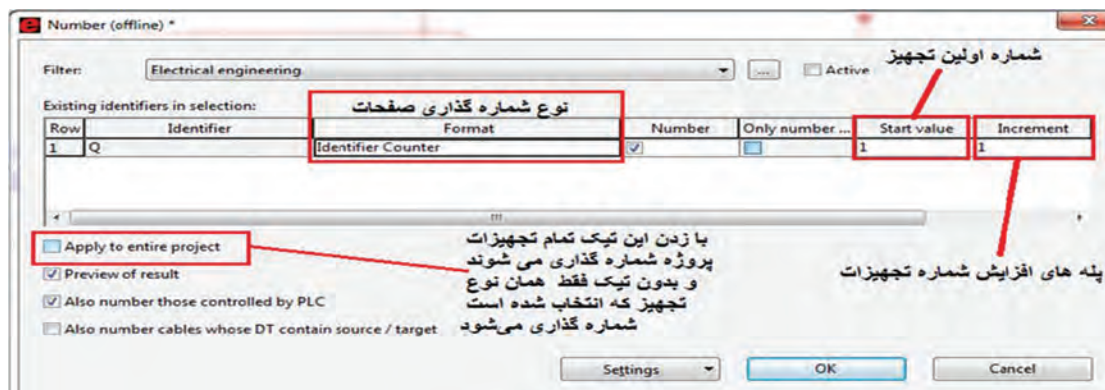 Number (offline) *
شماره اولین تجهیز
Filter: Electrical engineering ... Active
Existing identifiers in selection:
نوع شماره گذاری صفحات
Row Identifier Format Number Only number ... Start value Increment
1 Q Identifier Counter 1 1
Apply to entire project
Preview of result
Also number those controlled by PLC
Also number cables whose DT contain source / target
با زدن این تیک تمام تجهیزات
پروژه شماره گذاری می شوند
و بدون تیک فقط همان نوع
تجهیز که انتخاب شده است
شماره گذاری می‌شود
پله های افزایش شماره تجهیزات
Settings OK Cancel